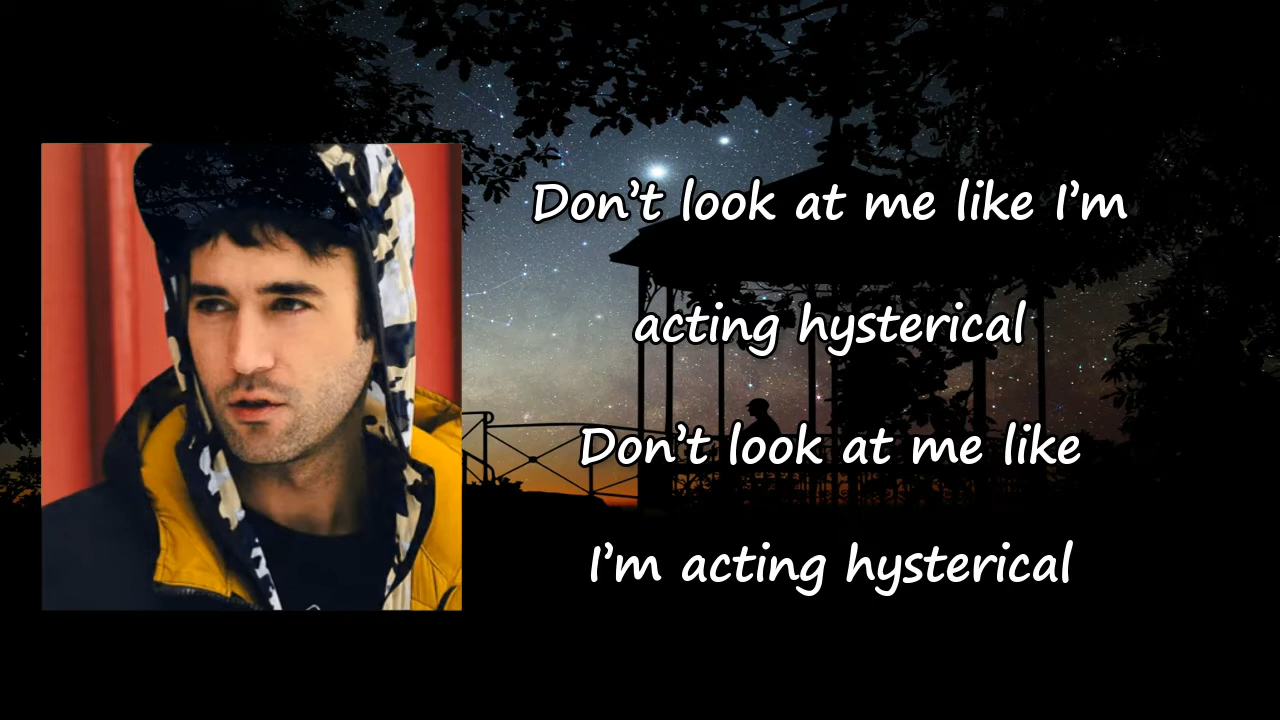 Don’t look at me like I’m
acting hysterical
Don’t look at me like
I’m acting hysterical